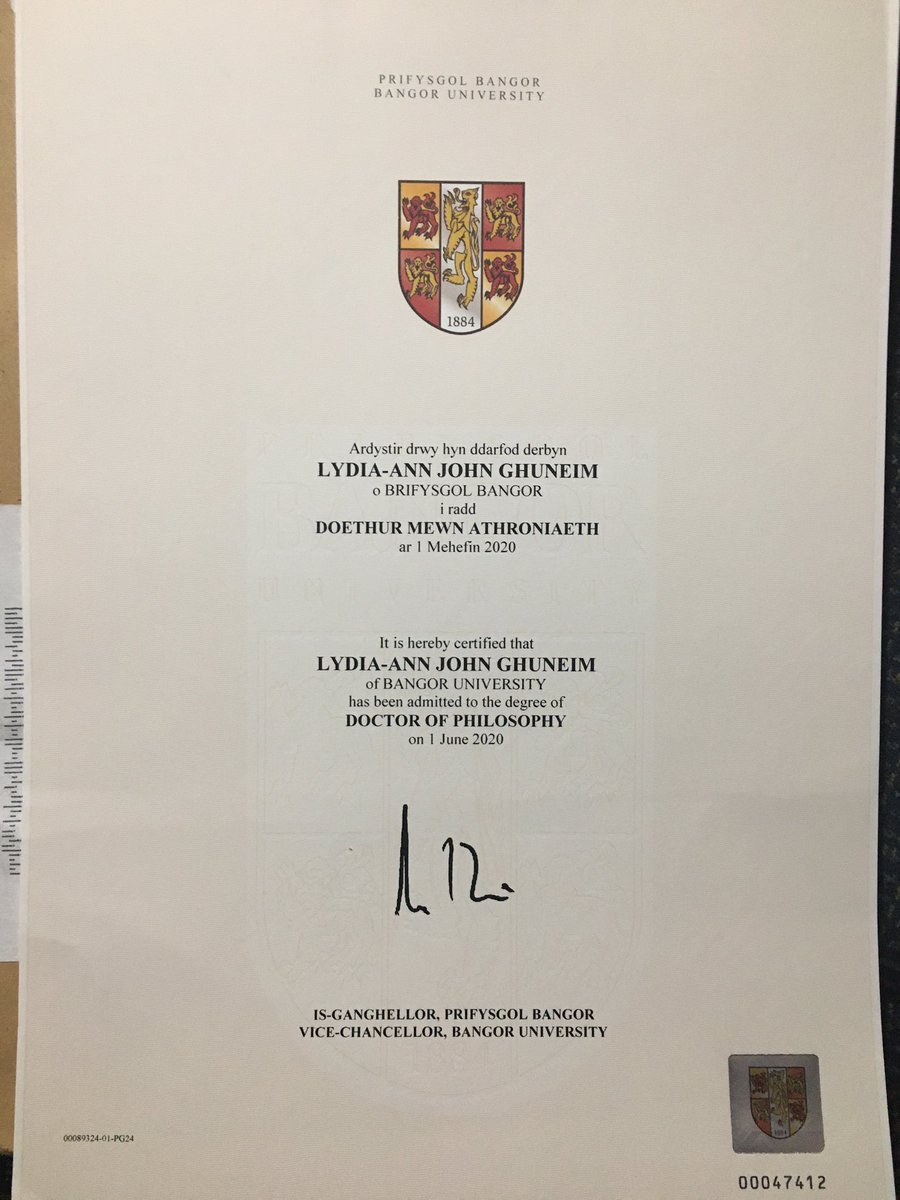 PRIFYSGOL BANGOR
BANGOR UNIVERSITY
1884
Ardystir drwy hyn ddarfod derbyn
LYDIA-ANN JOHN GHUNEIM
o BRIFYSGOL BANGOR
i radd
DOETHUR MEWN ATHRONIAETH
ar 1 Mehefin 2020
It is hereby certified that
LYDIA-ANN JOHN GHUNEIM
of BANGOR UNIVERSITY
has been admitted to the degree of
DOCTOR OF PHILOSOPHY
on 1 June 2020
IS-GANGHELLOR, PRIFYSGOL BANGOR
VICE-CHANCELLOR, BANGOR UNIVERSITY
00089324-01-PG24
1884
00047412